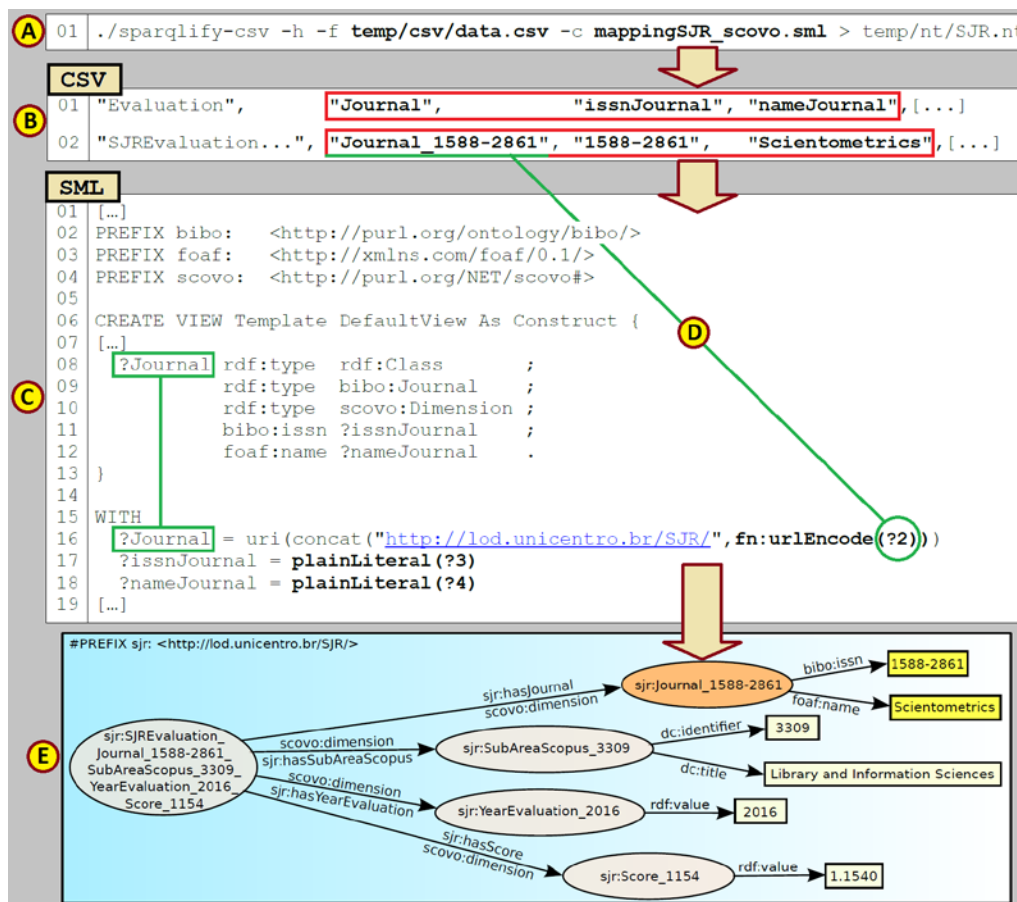 A
01 ./sparqlify-csv -h -f temp/csv/data.csv -c mappingSJR_scovo.sml > temp/nt/SJR.nt
CSV
B
01 "Evaluation", "Journal", "issnJournal", "nameJournal",[...]
02 "SJREvaluation...", "Journal_1588-2861", "1588-2861", "Scientometrics",[...]
SML
01 […]
02 PREFIX bibo: <http://purl.org/ontology/bibo/>
03 PREFIX foaf: <http://xmlns.com/foaf/0.1/>
04 PREFIX scovo: <http://purl.org/NET/scovo#>
05
06 CREATE VIEW Template DefaultView As Construct {
D
07 […]
08 ?Journal rdf:type rdf:Class ;
C
09 rdf:type bibo:Journal ;
10 rdf:type scovo:Dimension ;
11 bibo:issn ?issnJournal ;
12 foaf:name ?nameJournal .
13 }
14
15 WITH
16 ?Journal = uri(concat("http://lod.unicentro.br/SJR/",fn:urlEncode(?2)))
17 ?issnJournal = plainLiteral(?3)
18 ?nameJournal = plainLiteral(?4)
19 […]
E
#PREFIX sjr: <http://lod.unicentro.br/SJR/>
sjr:SJREvaluation_
Journal_1588-2861_
SubAreaScopus_3309_
YearEvaluation_2016_
Score_1154
sjr:hasJournal
scovo:dimension
sjr:Journal_1588-2861
bibo:issn
1588-2861
foaf:name
Scientometrics
scovo:dimension
sjr:hasSubAreaScopus
sjr:SubAreaScopus_3309
dc:identifier
3309
dc:title
Library and Information Sciences
scovo:dimension
sjr:hasYearEvaluation
sjr:YearEvaluation_2016
rdf:value
2016
sjr:hasScore
scovo:dimension
sjr:Score_1154
rdf:value
1.1540